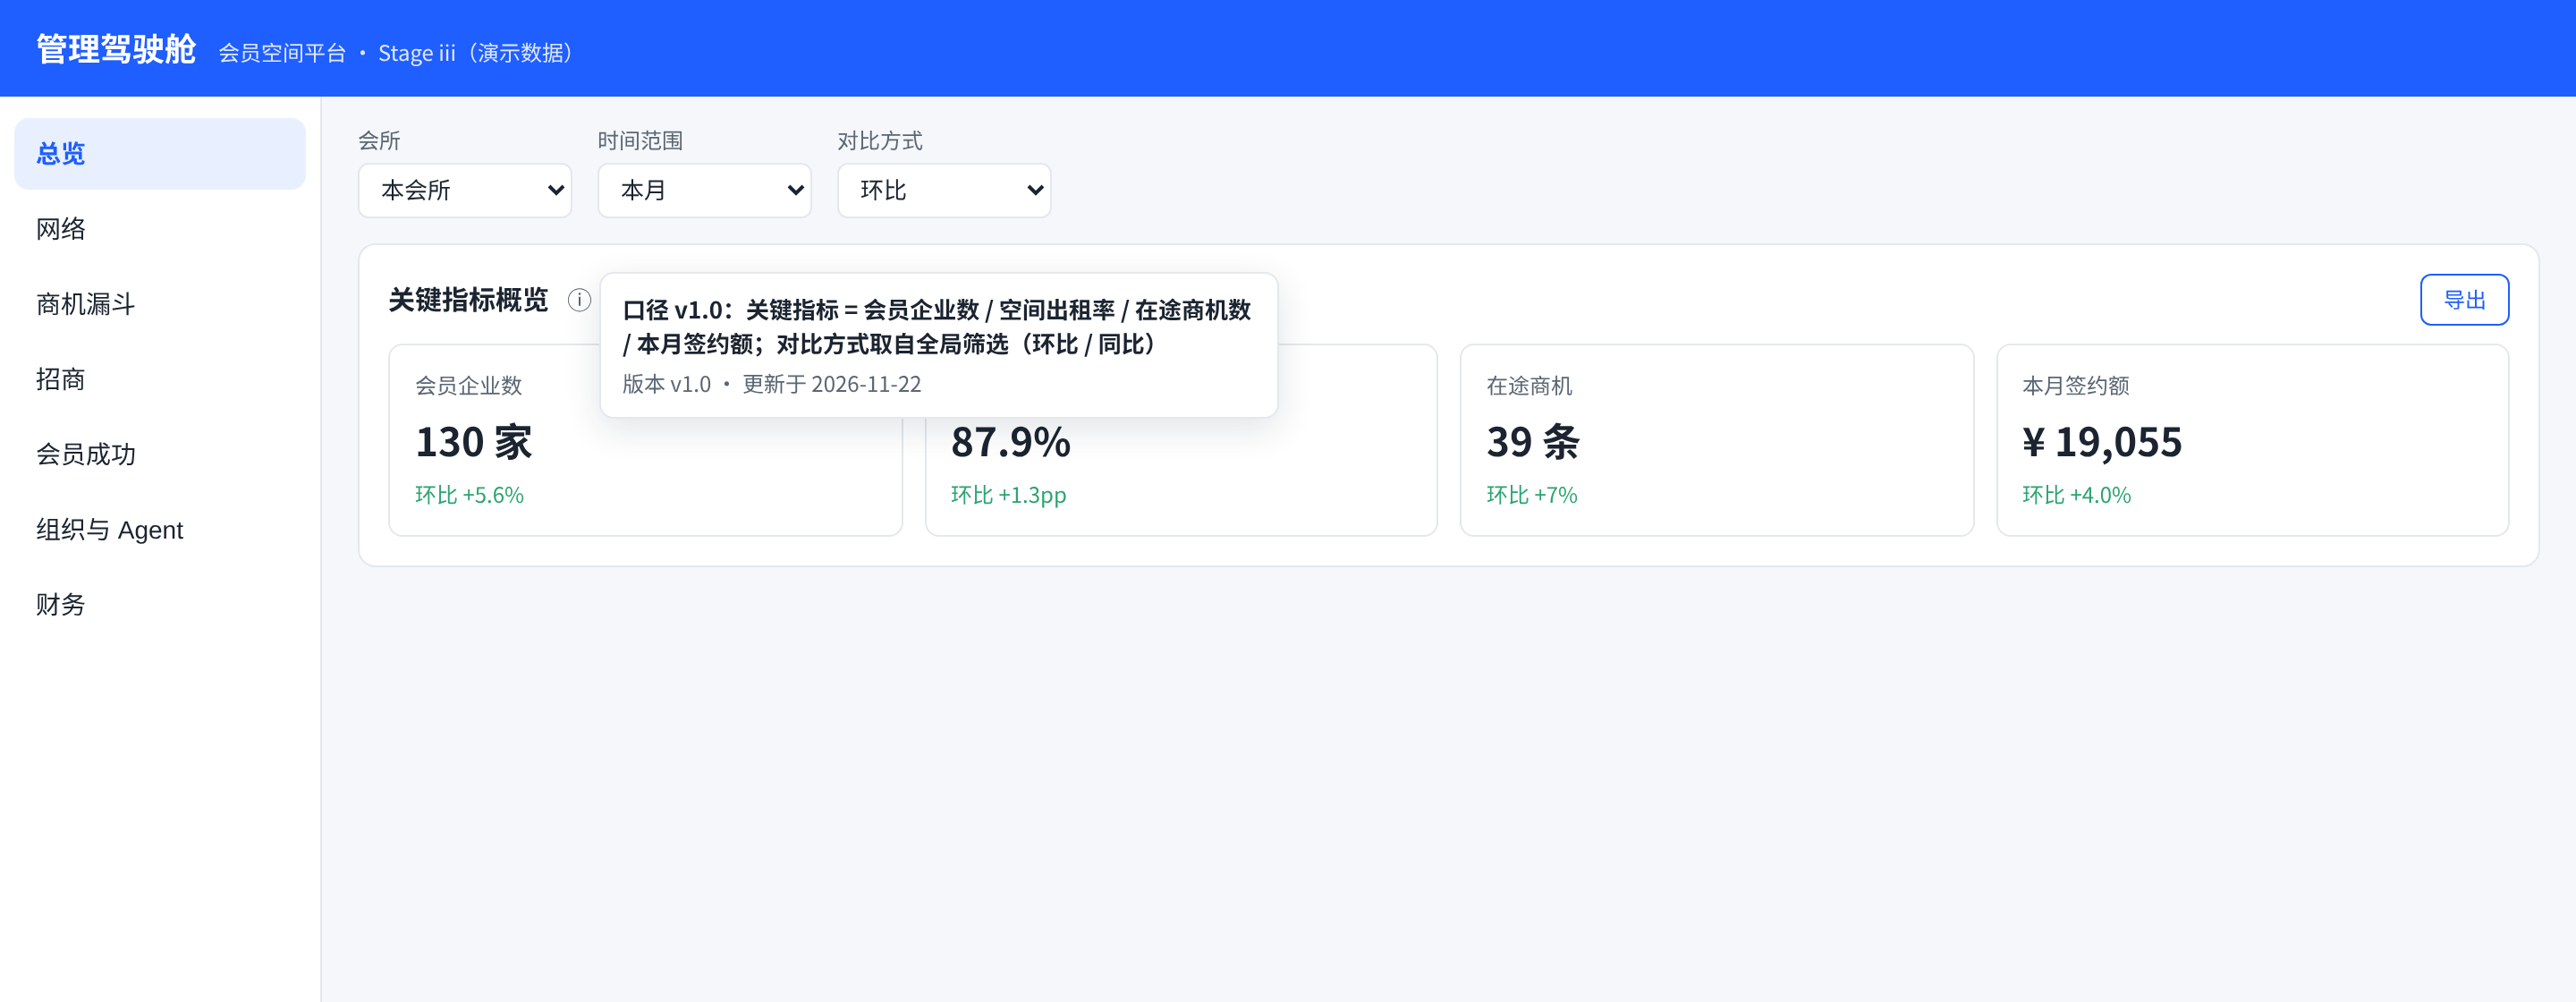 管理驾驶舱 会员空间平台 · Stage iii（演示数据）
总览
网络
商机漏斗
招商
会员成功
组织与 Agent
财务
会所 时间范围 对比方式
本会所 本月 环比
关键指标概览 ⓘ
导出
口径 v1.0：关键指标 = 会员企业数 / 空间出租率 / 在途商机数
/ 本月签约额；对比方式取自全局筛选（环比 / 同比）
版本 v1.0 · 更新于 2026-11-22
会员企业数
130 家
环比 +5.6%
87.9%
环比 +1.3pp
在途商机
39 条
环比 +7%
本月签约额
¥ 19,055
环比 +4.0%